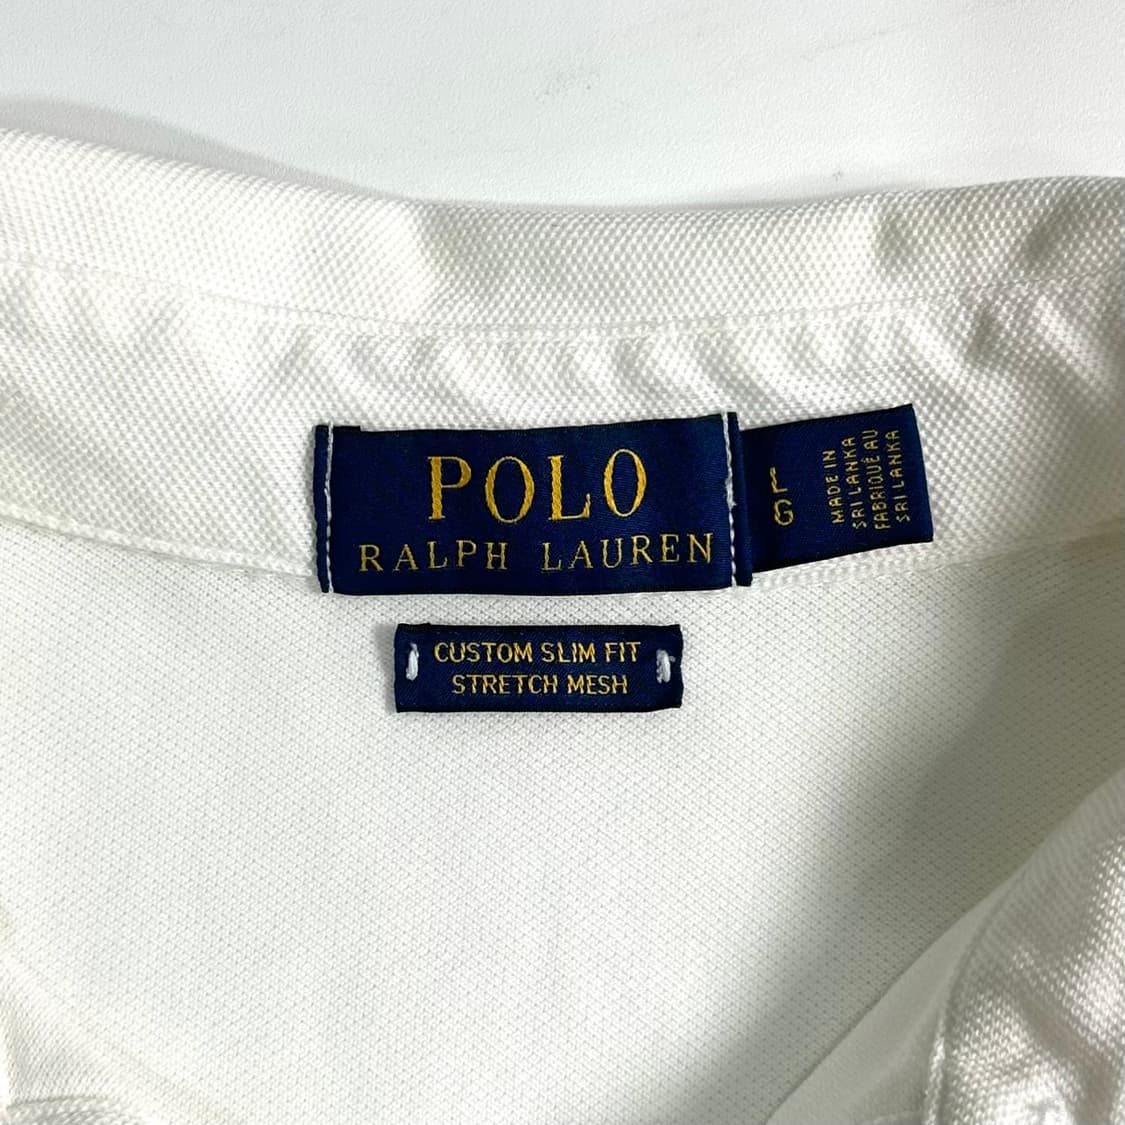 POLO
RALPH LAUREN
L
G
MADE IN
SRI LANKA
FABRIQUÉ AU
SRI LANKA
CUSTOM SLIM FIT
STRETCH MESH